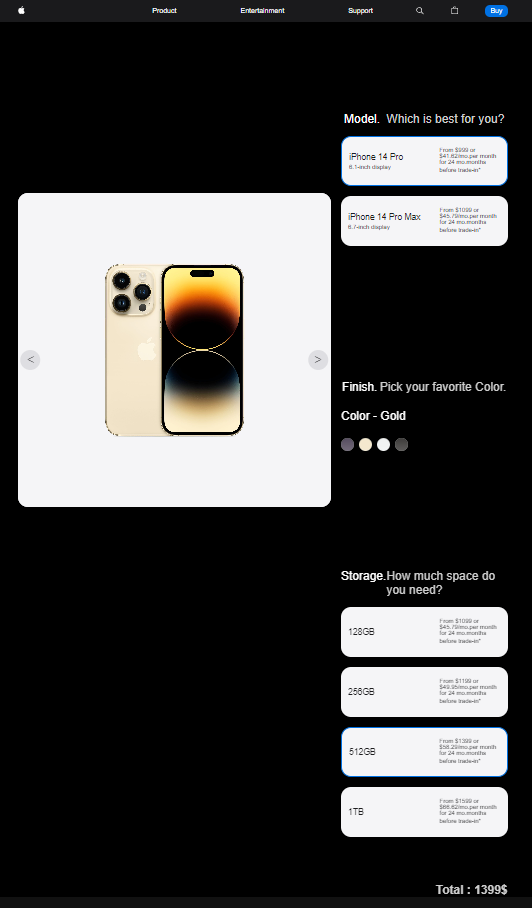 Product Entertainment Support Buy
Model. Which is best for you?
iPhone 14 Pro
6.1-inch display
From $999 or
$41.62/mo.per month
for 24 mo.months
before trade-in*
iPhone 14 Pro Max
6.7-inch display
From $1099 or
$45.79/mo.per month
for 24 mo.months
before trade-in*
<
>
Finish. Pick your favorite Color.
Color - Gold
Storage.How much space do
you need?
128GB
From $1099 or
$45.79/mo.per month
for 24 mo.months
before trade-in*
256GB
From $1199 or
$49.95/mo.per month
for 24 mo.months
before trade-in*
512GB
From $1399 or
$58.29/mo.per month
for 24 mo.months
before trade-in*
1TB
From $1599 or
$66.62/mo.per month
for 24 mo.months
before trade-in*
Total : 1399$